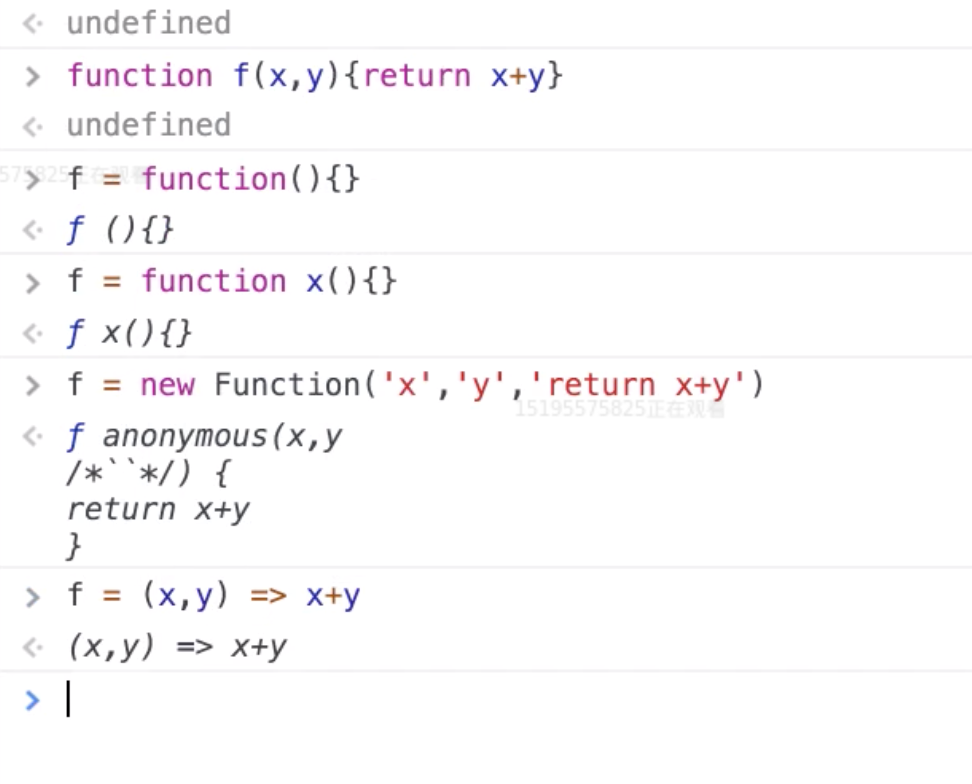 undefined
function f(x,y){return x+y}
undefined
575825正在观看
f = function(){}
ƒ (){}
f = function x(){}
ƒ x(){}
f = new Function('x','y','return x+y')
15195575825正在观看
ƒ anonymous(x,y
/*``*/) {
return x+y
}
f = (x,y) => x+y
(x,y) => x+y